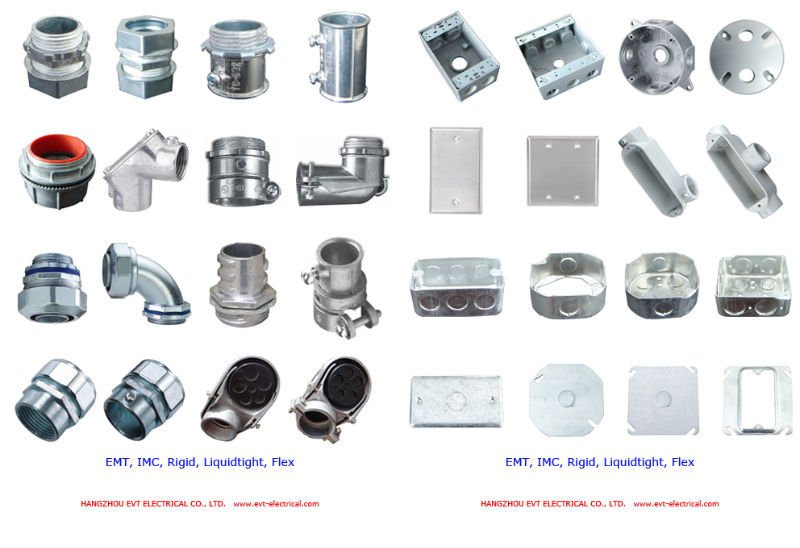 EMT, IMC, Rigid, Liquidtight, Flex
HANGZHOU EVT ELECTRICAL CO., LTD. www.evt-electrical.com
EMT, IMC, Rigid, Liquidtight, Flex
HANGZHOU EVT ELECTRICAL CO., LTD. www.evt-electrical.com